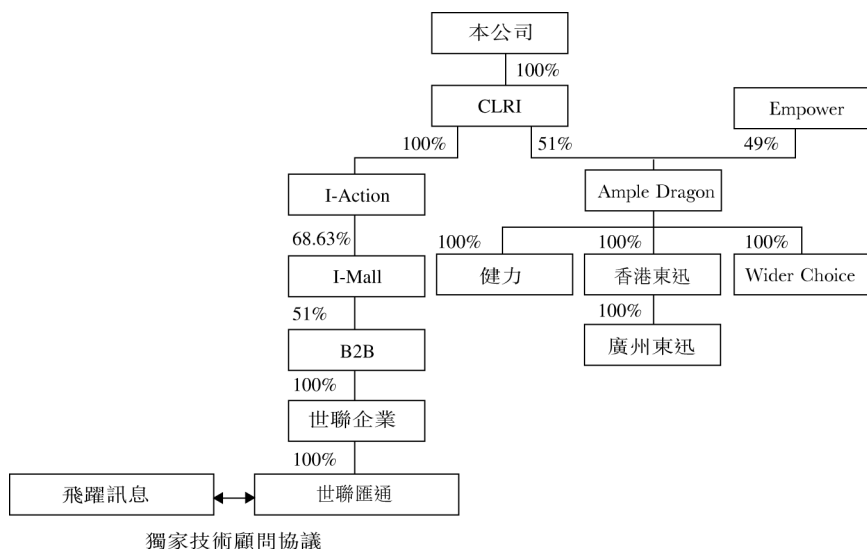 本公司
100%
CLRI
Empower
100%
51%
49%
I-Action
Ample Dragon
68.63%
100%
100%
100%
I-Mall
健力
香港東迅
Wider Choice
51%
100%
B2B
廣州東迅
100%
世聯企業
100%
飛躍訊息
世聯匯通
獨家技術顧問協議